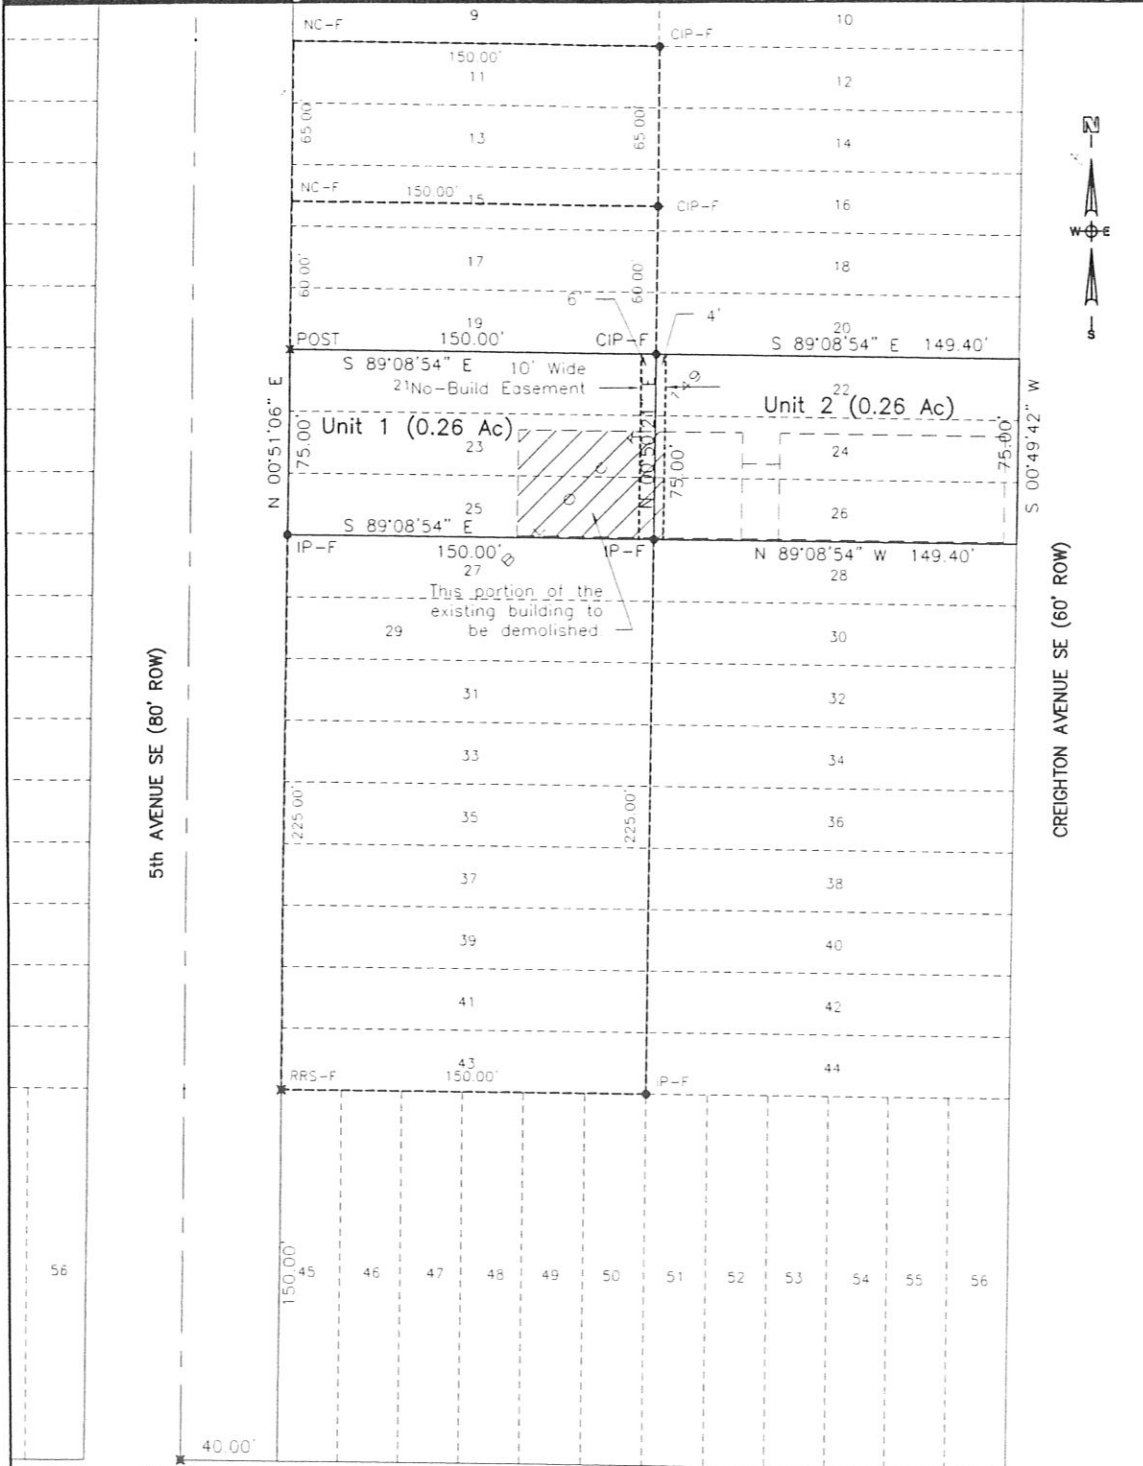 9
10
NC-F
CIP-F
150.00'
11
12
65.00'
65.00'
13
14
NC-F
150.00'
15
CIP-F
16
N
W E
S
17
18
60.00'
60.00'
6'
4'
19
20
POST
150.00'
CIP-F
S 89°08'54" E 149.40'
S 89°08'54" E
10' Wide
21 No-Build Easement
22
Unit 1 (0.26 Ac)
Unit 2 (0.26 Ac)
N 00°51'06" E
75.00'
75.00'
75.00'
S 00°49'42" W
23
24
25
26
S 89°08'54" E
IP-F
150.00'
IP-F
N 89°08'54" W 149.40'
B L O C K
27
28
This portion of the
existing building to
be demolished
29
30
31
32
33
34
5th AVENUE SE (80' ROW)
CREIGHTON AVENUE SE (60' ROW)
225.00'
225.00'
35
36
37
38
39
40
41
42
43
44
RRS-F
150.00'
IP-F
150.00'
56
45
46
47
48
49
50
51
52
53
54
55
56
40.00'